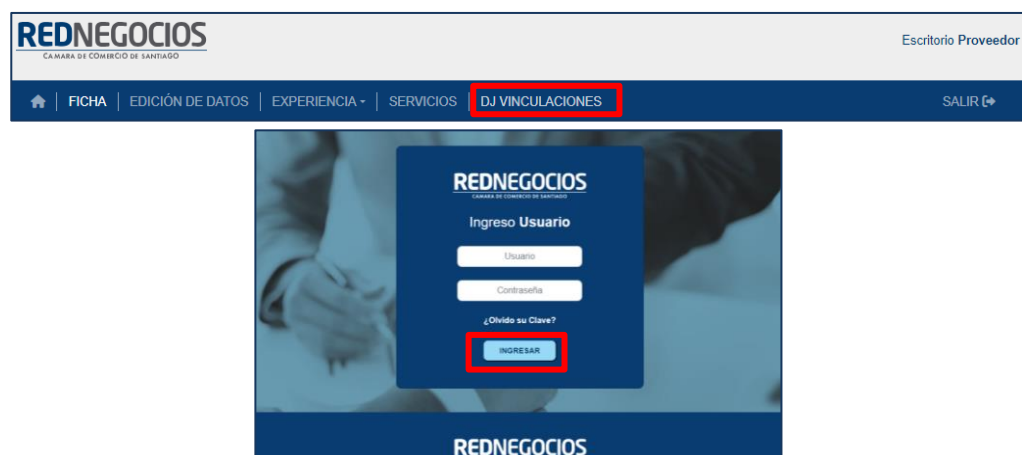 REDNEGOCIOS
CAMARA DE COMERCIO DE SANTIAGO
Escritorio Proveedor
FICHA EDICIÓN DE DATOS EXPERIENCIA SERVICIOS DJ VINCULACIONES SALIR
REDNEGOCIOS
CAMARA DE COMERCIO DE SANTIAGO
Ingreso Usuario
Usuario
Contraseña
¿Olvido su Clave?
INGRESAR
REDNEGOCIOS